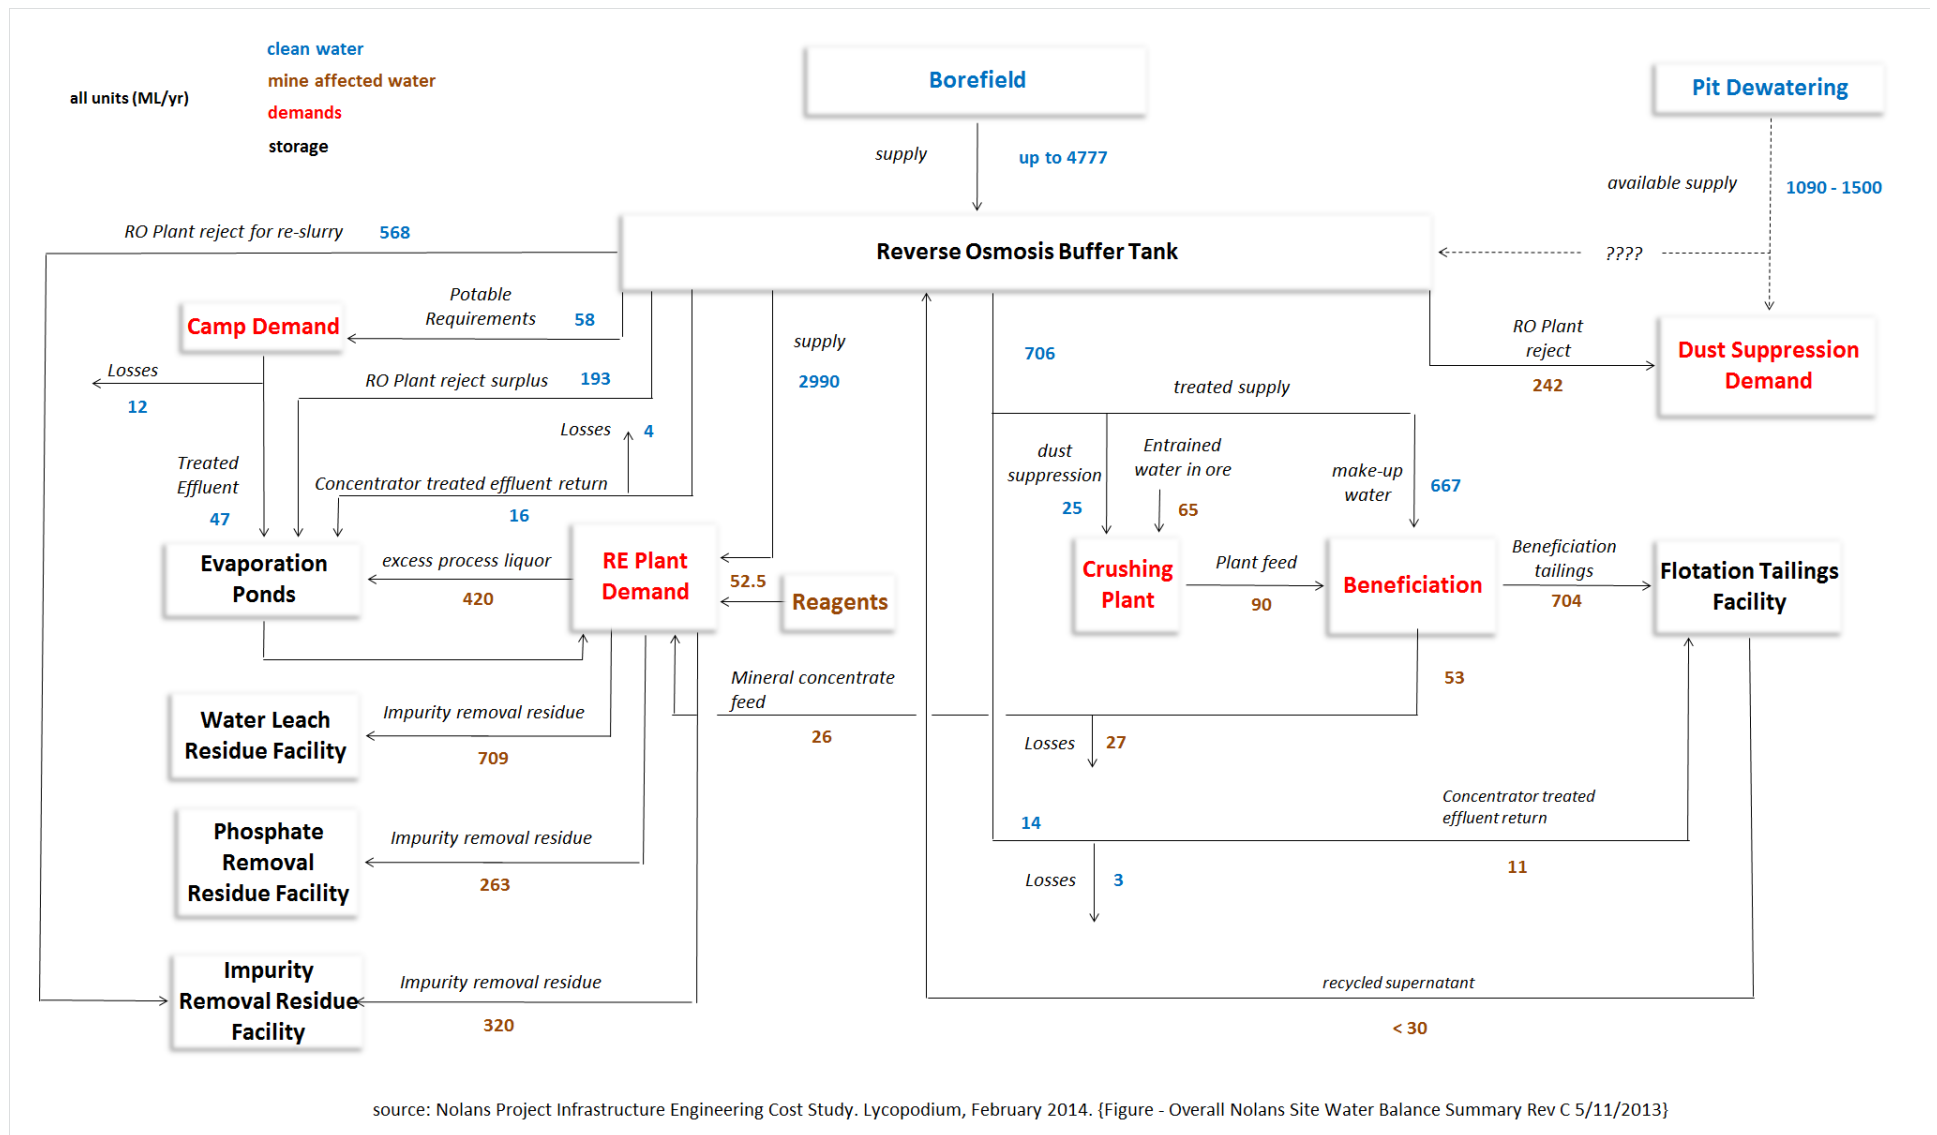 clean water
mine affected water
all units (ML/yr)
demands
storage
Borefield
Pit Dewatering
supply
up to 4777
available supply
1090 - 1500
RO Plant reject for re-slurry
568
Reverse Osmosis Buffer Tank
????
Potable
Requirements
58
Camp Demand
supply
2990
706
RO Plant
reject
242
Dust Suppression
Demand
Losses
12
RO Plant reject surplus
193
treated supply
Losses
4
Treated
Effluent
47
Concentrator treated effluent return
16
dust
suppression
25
Entrained
water in ore
65
make-up
water
667
Evaporation
Ponds
excess process liquor
420
RE Plant
Demand
52.5
Reagents
Crushing
Plant
Plant feed
90
Beneficiation
Beneficiation
tailings
704
Flotation Tailings
Facility
Mineral concentrate
feed
26
53
Water Leach
Residue Facility
Impurity removal residue
709
Losses
27
Phosphate
Removal
Residue Facility
Impurity removal residue
263
14
Concentrator treated
effluent return
11
Losses
3
Impurity
Removal Residue
Facility
Impurity removal residue
320
recycled supernatant
< 30
source: Nolans Project Infrastructure Engineering Cost Study. Lycopodium, February 2014. {Figure - Overall Nolans Site Water Balance Summary Rev C 5/11/2013}